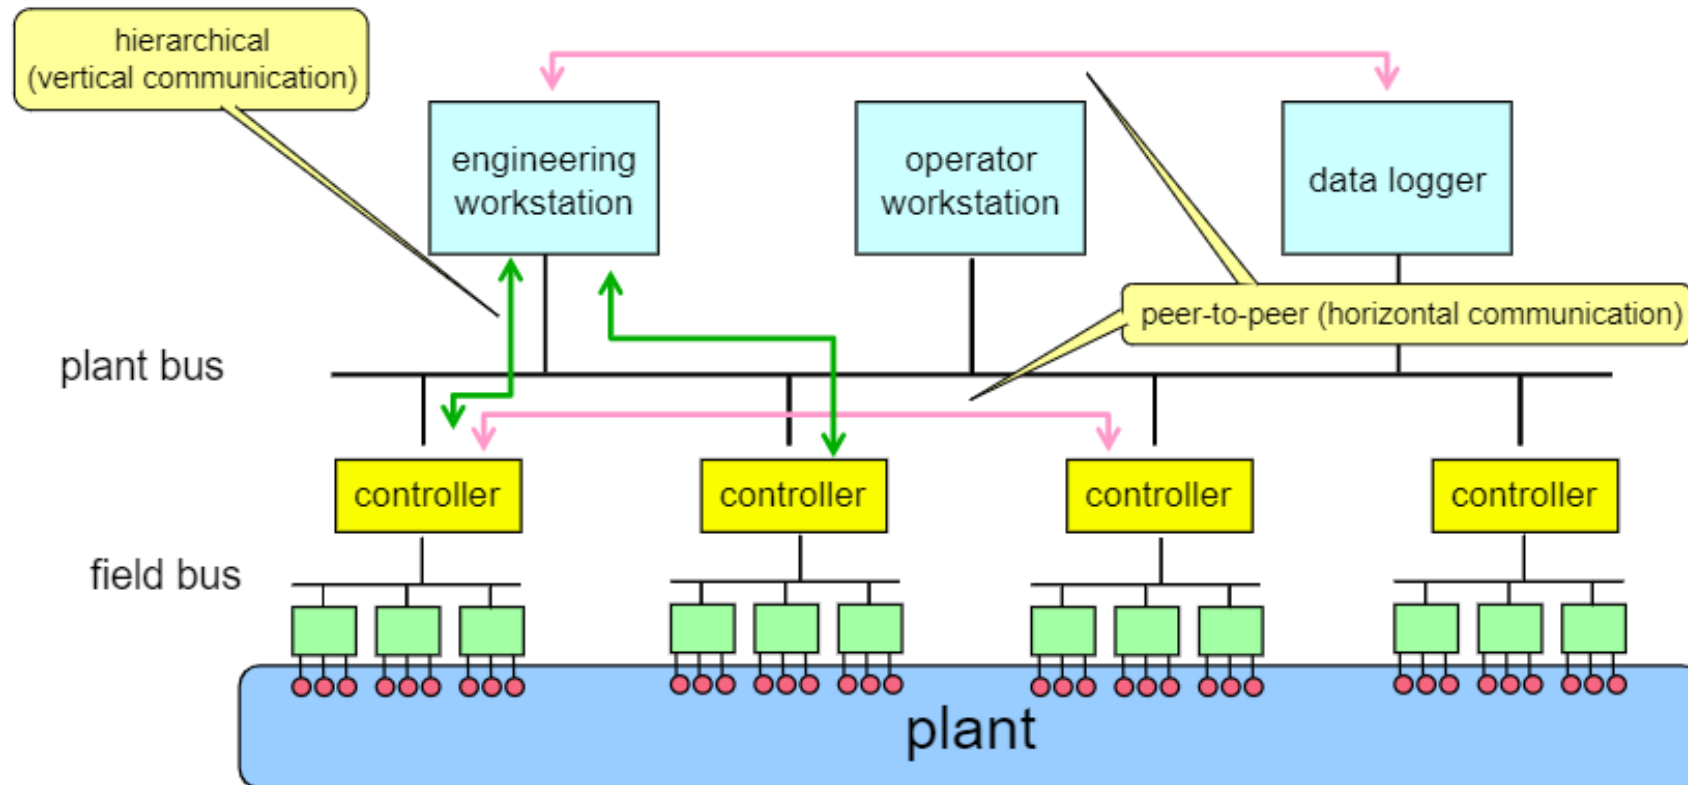 hierarchical
(vertical communication)
engineering
workstation
operator
workstation
data logger
peer-to-peer (horizontal communication)
plant bus
controller
controller
controller
controller
field bus
plant